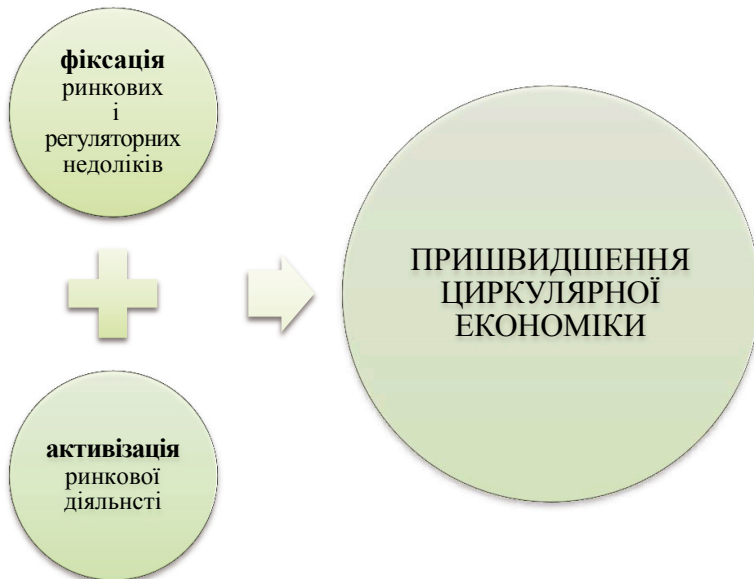 фіксація
ринкових
і
регуляторних
недоліків
активізація
ринкової
діяльнсті
ПРИШВИДШЕННЯ
ЦИРКУЛЯРНОЇ
ЕКОНОМІКИ